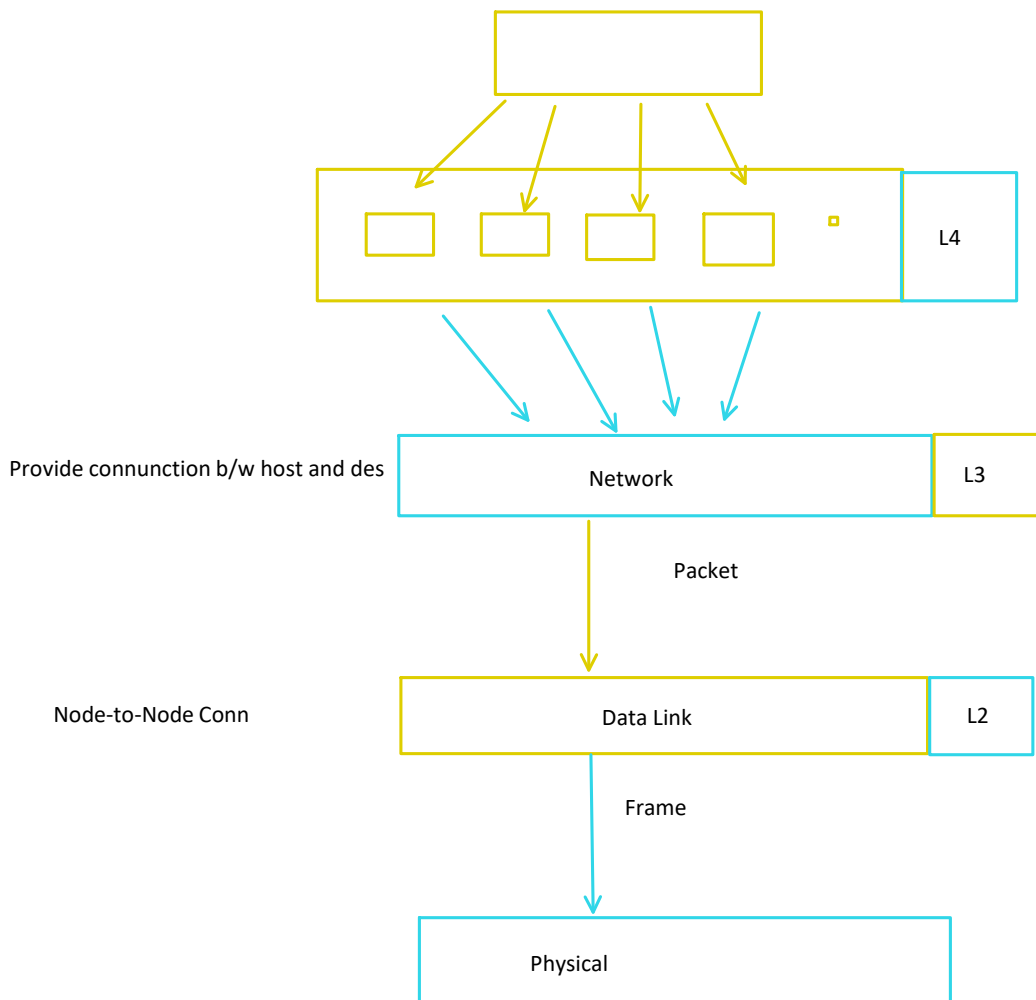 L4
Provide connunction b/w host and des
Network
L3
Packet
Node-to-Node Conn
Data Link
L2
Frame
Physical